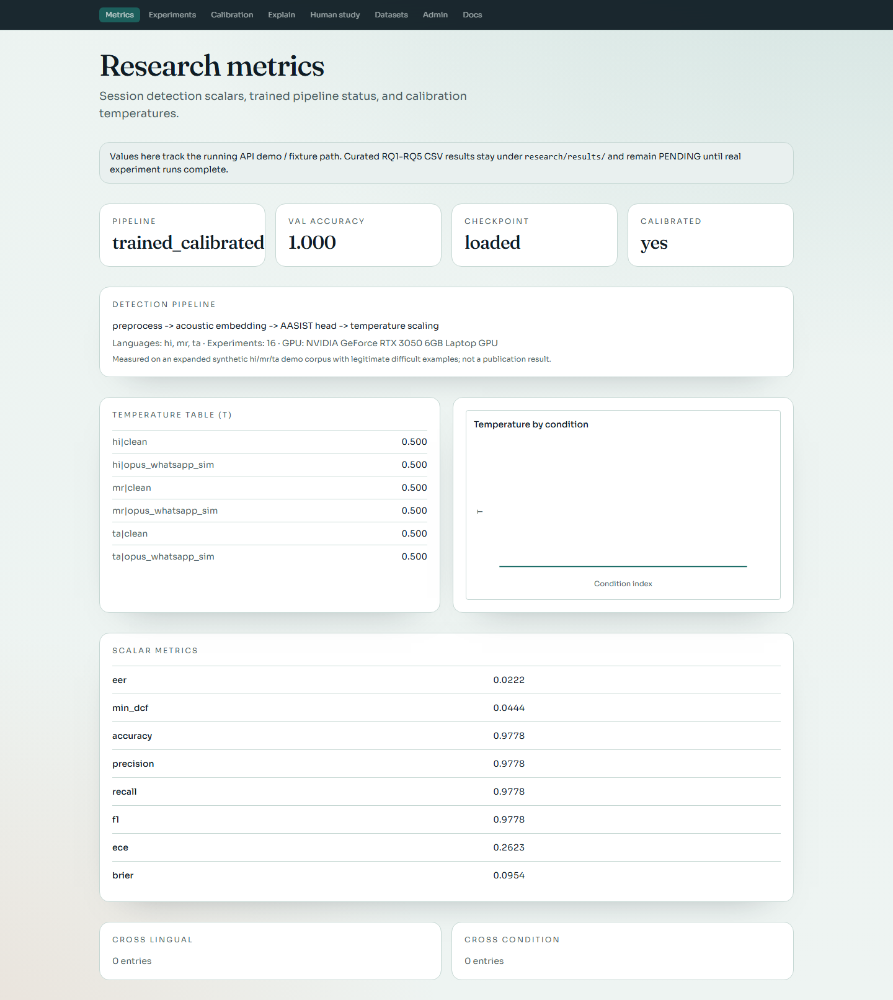 Metrics Experiments Calibration Explain Human study Datasets Admin Docs
Research metrics
Session detection scalars, trained pipeline status, and calibration
temperatures.
Values here track the running API demo / fixture path. Curated RQ1-RQ5 CSV results stay under research/results/ and remain PENDING until real
experiment runs complete.
PIPELINE
trained_calibrated
VAL ACCURACY
1.000
CHECKPOINT
loaded
CALIBRATED
yes
DETECTION PIPELINE
preprocess -> acoustic embedding -> AASIST head -> temperature scaling
Languages: hi, mr, ta · Experiments: 16 · GPU: NVIDIA GeForce RTX 3050 6GB Laptop GPU
Measured on an expanded synthetic hi/mr/ta demo corpus with legitimate difficult examples; not a publication result.
TEMPERATURE TABLE (T)
hi|clean 0.500
hi|opus_whatsapp_sim 0.500
mr|clean 0.500
mr|opus_whatsapp_sim 0.500
ta|clean 0.500
ta|opus_whatsapp_sim 0.500
Temperature by condition
T
Condition index
SCALAR METRICS
eer 0.0222
min_dcf 0.0444
accuracy 0.9778
precision 0.9778
recall 0.9778
f1 0.9778
ece 0.2623
brier 0.0954
CROSS LINGUAL
0 entries
CROSS CONDITION
0 entries